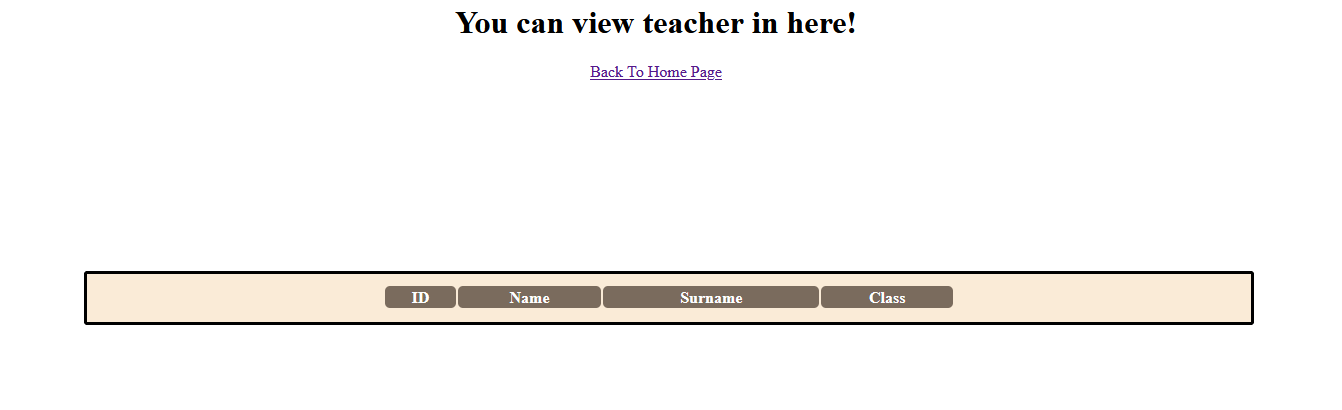 You can view teacher in here!
Back To Home Page
ID Name Surname Class